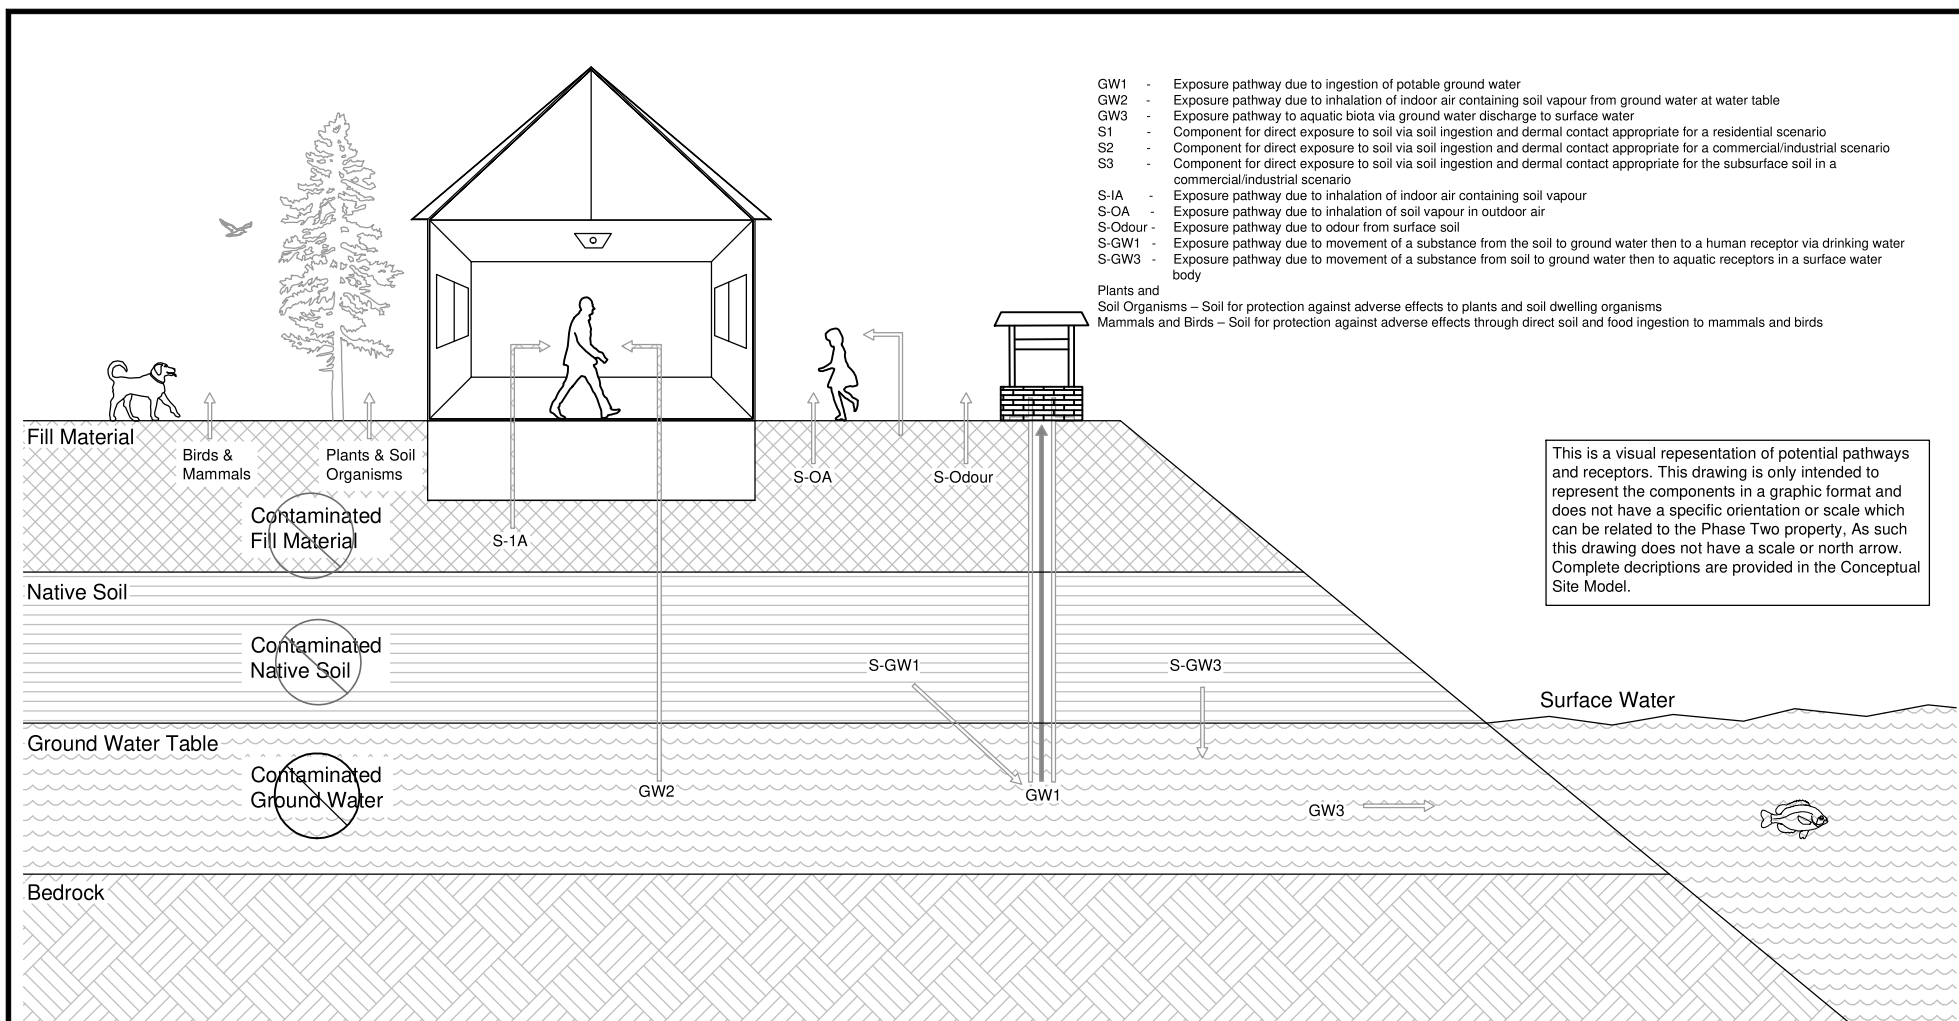 GW1 - Exposure pathway due to ingestion of potable ground water
GW2 - Exposure pathway due to inhalation of indoor air containing soil vapour from ground water at water table
GW3 - Exposure pathway to aquatic biota via ground water discharge to surface water
S1 - Component for direct exposure to soil via soil ingestion and dermal contact appropriate for a residential scenario
S2 - Component for direct exposure to soil via soil ingestion and dermal contact appropriate for a commercial/industrial scenario
S3 - Component for direct exposure to soil via soil ingestion and dermal contact appropriate for the subsurface soil in a
commercial/industrial scenario
S-IA - Exposure pathway due to inhalation of indoor air containing soil vapour
S-OA - Exposure pathway due to inhalation of soil vapour in outdoor air
S-Odour - Exposure pathway due to odour from surface soil
S-GW1 - Exposure pathway due to movement of a substance from the soil to ground water then to a human receptor via drinking water
S-GW3 - Exposure pathway due to movement of a substance from soil to ground water then to aquatic receptors in a surface water
body
Plants and
Soil Organisms – Soil for protection against adverse effects to plants and soil dwelling organisms
Mammals and Birds – Soil for protection against adverse effects through direct soil and food ingestion to mammals and birds
Fill Material
Birds &
Mammals
Plants & Soil
Organisms
S-OA
S-Odour
Contaminated
Fill Material
S-1A
This is a visual repesentation of potential pathways
and receptors. This drawing is only intended to
represent the components in a graphic format and
does not have a specific orientation or scale which
can be related to the Phase Two property, As such
this drawing does not have a scale or north arrow.
Complete decriptions are provided in the Conceptual
Site Model.
Native Soil
Contaminated
Native Soil
S-GW1
S-GW3
Surface Water
Ground Water Table
Contaminated
Ground Water
GW2
GW1
GW3
Bedrock